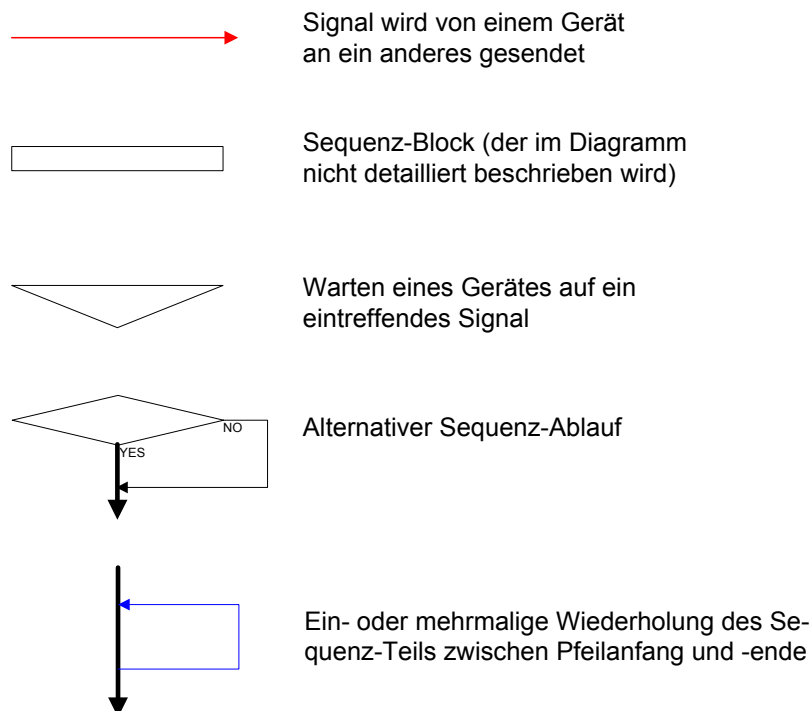 Signal wird von einem Gerät
an ein anderes gesendet
Sequenz-Block (der im Diagramm
nicht detailliert beschrieben wird)
Warten eines Gerätes auf ein
eintreffendes Signal
NO
Alternativer Sequenz-Ablauf
YES
Ein- oder mehrmalige Wiederholung des Se-
quenz-Teils zwischen Pfeilanfang und -ende